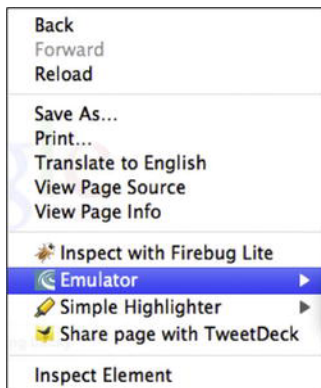 Back
Forward
Reload
Save As...
Print...
Translate to English
View Page Source
View Page Info
Inspect with Firebug Lite
Emulator
Simple Highlighter
Share page with TweetDeck
Inspect Element